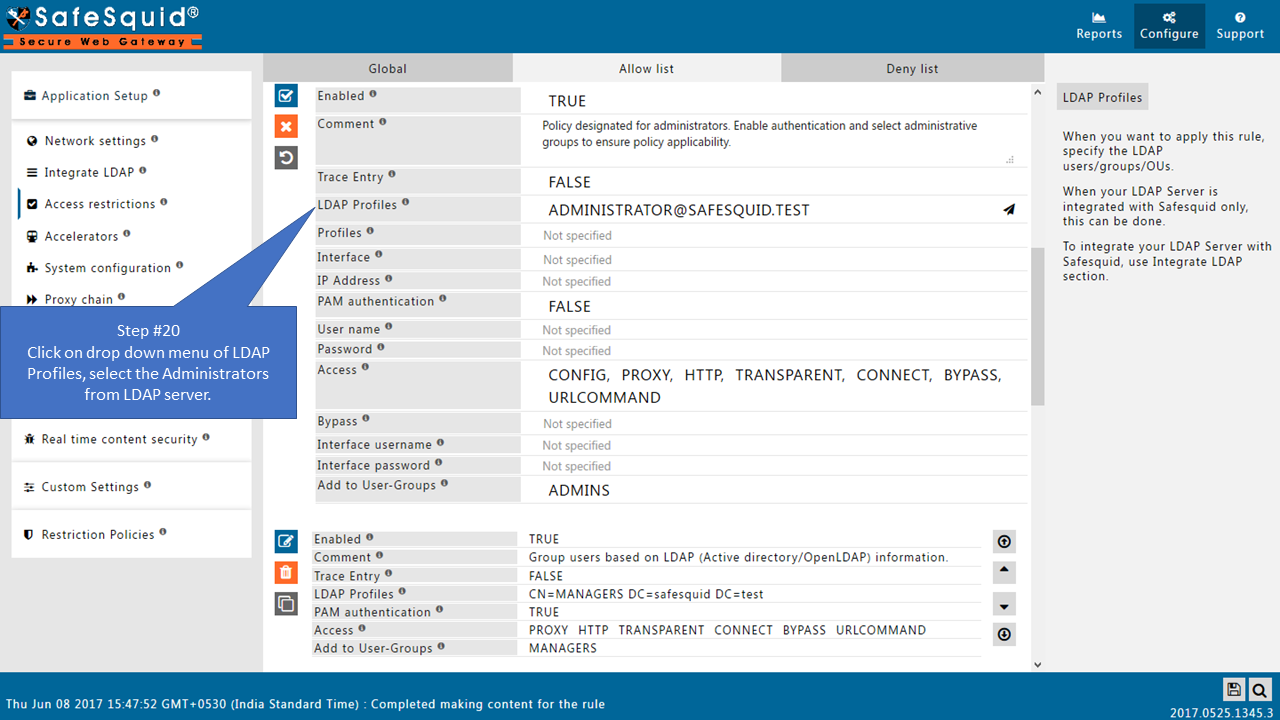 SafeSquid®
Secure Web Gateway
Reports
Configure
Support
Application Setup
Network settings
Integrate LDAP
Access restrictions
Accelerators
System configuration
Proxy chain
Step #20
Click on drop down menu of LDAP
Profiles, select the Administrators
from LDAP server.
Real time content security
Custom Settings
Restriction Policies
Global
Allow list
Deny list
Enabled TRUE
Comment Policy designated for administrators. Enable authentication and select administrative
groups to ensure policy applicability.
Trace Entry FALSE
LDAP Profiles ADMINISTRATOR@SAFESQUID.TEST
Profiles Not specified
Interface Not specified
IP Address Not specified
PAM authentication FALSE
User name Not specified
Password Not specified
Access CONFIG, PROXY, HTTP, TRANSPARENT, CONNECT, BYPASS,
URLCOMMAND
Bypass Not specified
Interface username Not specified
Interface password Not specified
Add to User-Groups ADMINS
Enabled TRUE
Comment Group users based on LDAP (Active directory/OpenLDAP) information.
Trace Entry FALSE
LDAP Profiles CN=MANAGERS DC=safesquid DC=test
PAM authentication TRUE
Access PROXY HTTP TRANSPARENT CONNECT BYPASS URLCOMMAND
Add to User-Groups MANAGERS
LDAP Profiles
When you want to apply this rule,
specify the LDAP
users/groups/OUs.
When your LDAP Server is
integrated with Safesquid only,
this can be done.
To integrate your LDAP Server with
Safesquid, use Integrate LDAP
section.
Thu Jun 08 2017 15:47:52 GMT+0530 (India Standard Time) : Completed making content for the rule
2017.0525.1345.3